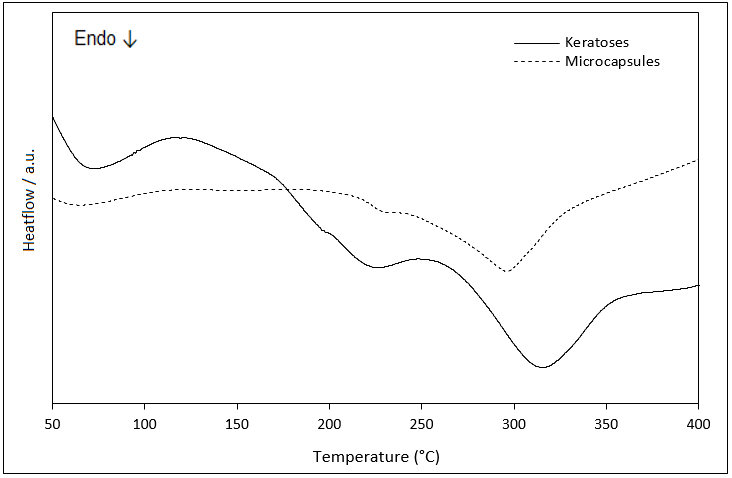 Endo ↓
Keratoses
Microcapsules
Heatflow / a.u.
50 100 150 200 250 300 350 400
Temperature (°C)